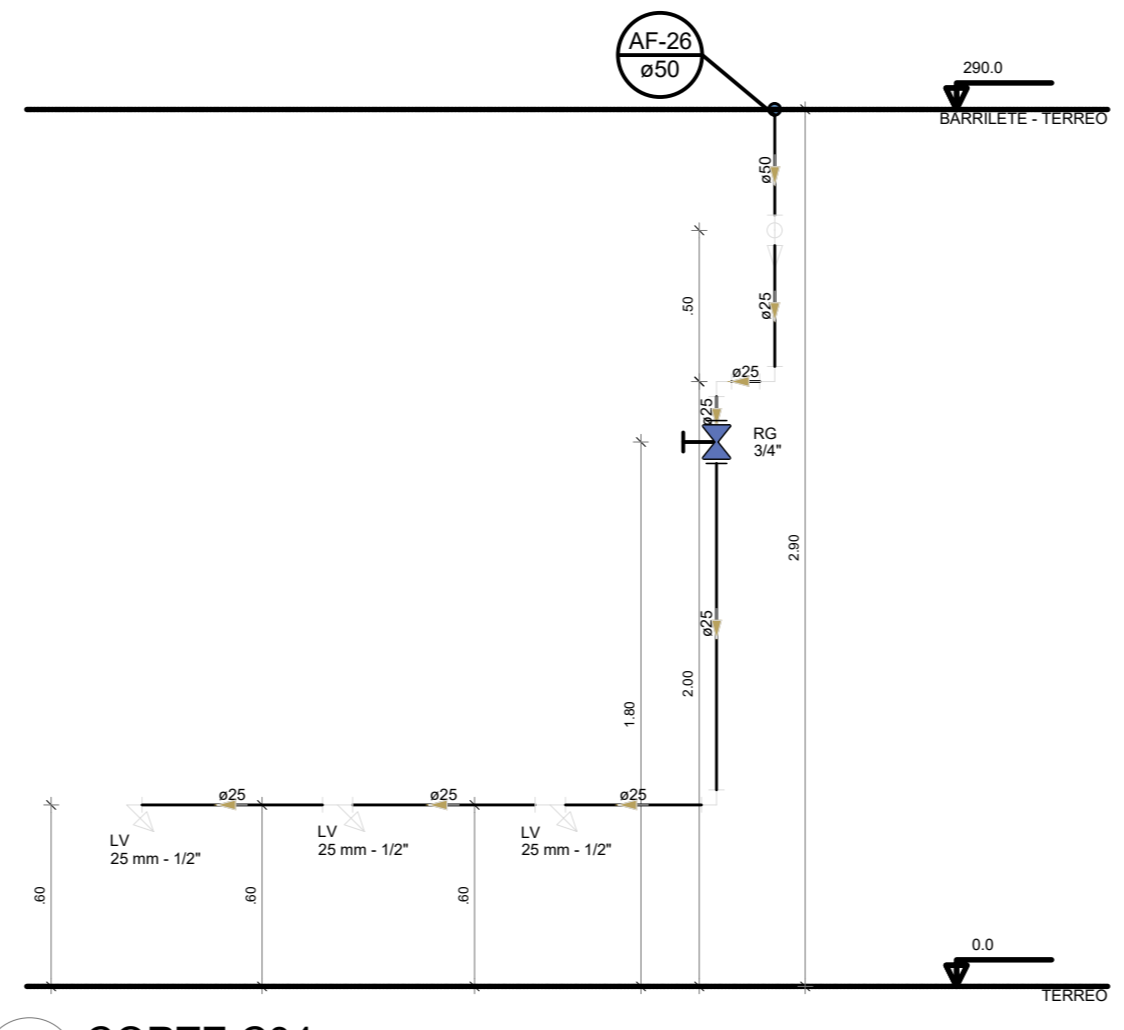 AF-26
ø50
290.0
BARRILETE - TERREO
ø50
.50
ø25
ø25
ø25
RG
3/4"
2.90
ø25
2.00
1.80
ø25
ø25
ø25
LV
25 mm - 1/2"
LV
25 mm - 1/2"
LV
25 mm - 1/2"
.60
.60
.60
0.0
TERREO